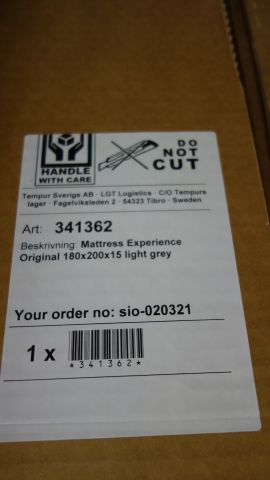 HANDLE
WITH CARE
DO
NOT
CUT
Tempur Sverige AB · LGT Logistics · C/O Tempurs
lager · Fagelviksleden 2 · 54323 Tibro · Sweden
Art: 341362
Beskrivning: Mattress Experience
Original 180x200x15 light grey
Your order no: sio-020321
1 x
*341362*